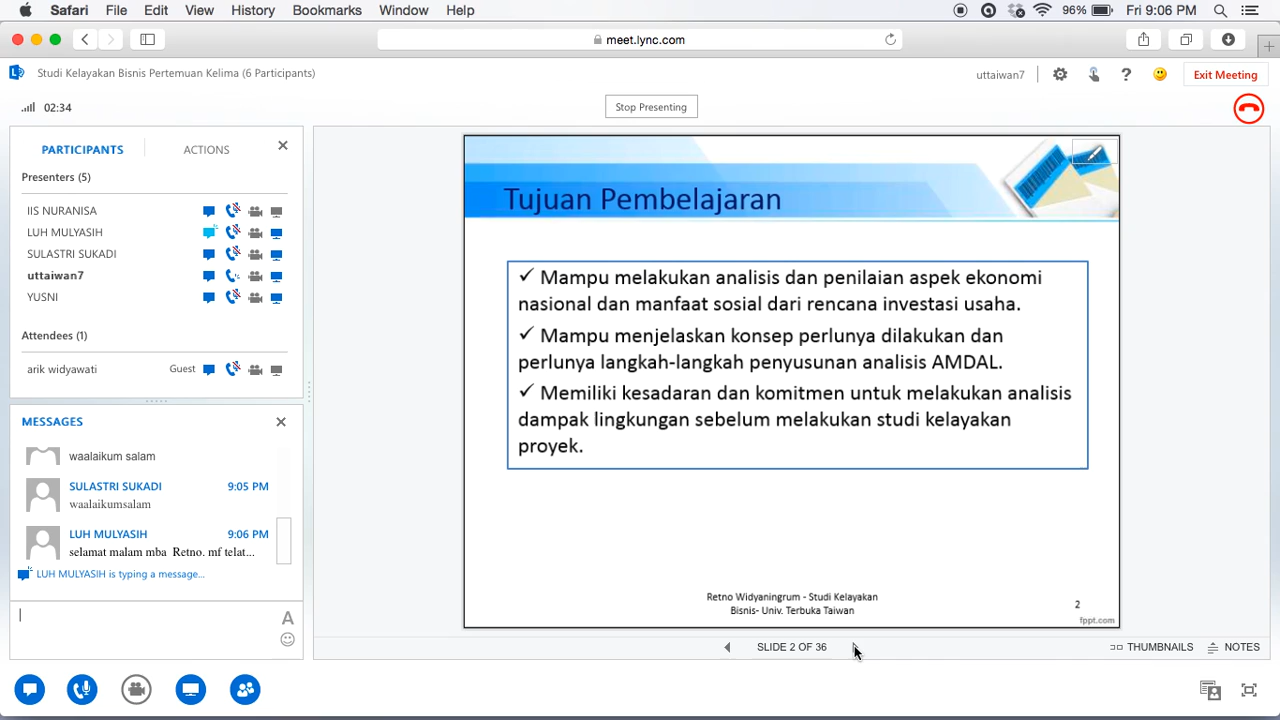 Safari File Edit View History Bookmarks Window Help 96% Fri 9:06 PM
meet.lync.com
Studi Kelayakan Bisnis Pertemuan Kelima (6 Participants) uttaiwan7 ? Exit Meeting
02:34 Stop Presenting
PARTICIPANTS ACTIONS
Presenters (5)
IIS NURANISA
LUH MULYASIH
SULASTRI SUKADI
uttaiwan7
YUSNI
Attendees (1)
arik widyawati Guest
MESSAGES
waalaikum salam
SULASTRI SUKADI 9:05 PM
waalaikumsalam
LUH MULYASIH 9:06 PM
selamat malam mba Retno. mf telat...
LUH MULYASIH is typing a message...
A
Tujuan Pembelajaran
✓ Mampu melakukan analisis dan penilaian aspek ekonomi
nasional dan manfaat sosial dari rencana investasi usaha.
✓ Mampu menjelaskan konsep perlunya dilakukan dan
perlunya langkah-langkah penyusunan analisis AMDAL.
✓ Memiliki kesadaran dan komitmen untuk melakukan analisis
dampak lingkungan sebelum melakukan studi kelayakan
proyek.
Retno Widyaningrum - Studi Kelayakan
Bisnis- Univ. Terbuka Taiwan
2
fppt.com
SLIDE 2 OF 36 THUMBNAILS NOTES